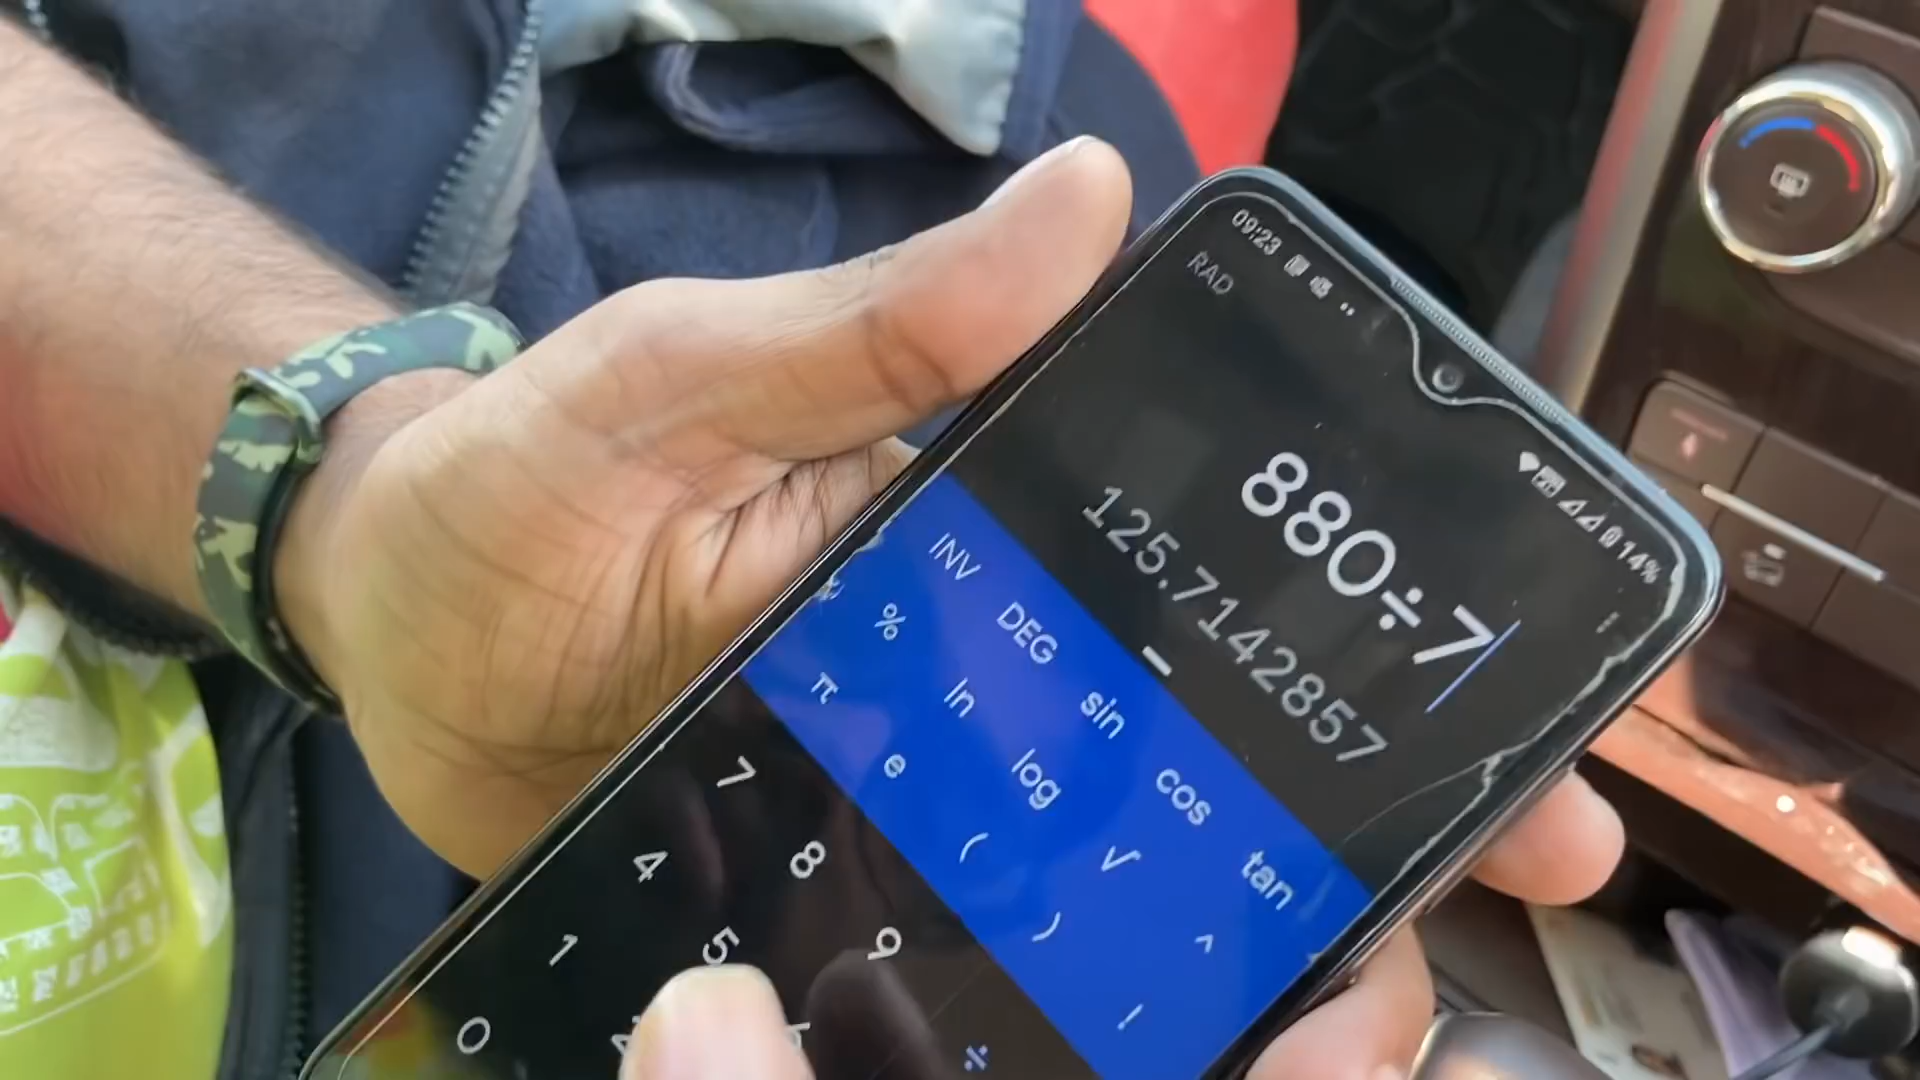 09:23
14%
RAD
880÷7
125.7142857
INV
DEG
sin
cos
tan
%
ln
log
√
^
π
e
(
)
!
7
8
9
÷
4
5
1
0